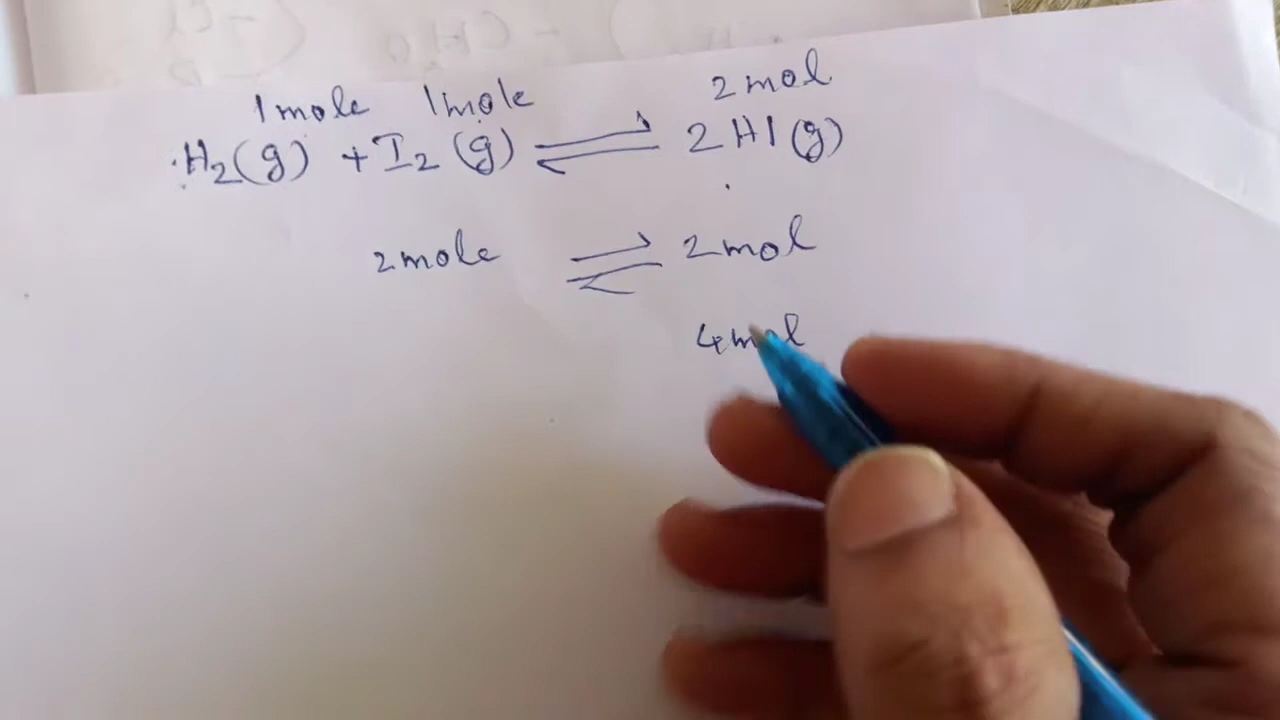 1mole 1mole 2mol
H₂(g) + I₂(g) ⇌ 2HI(g)
2mole ⇌ 2mol
4mol